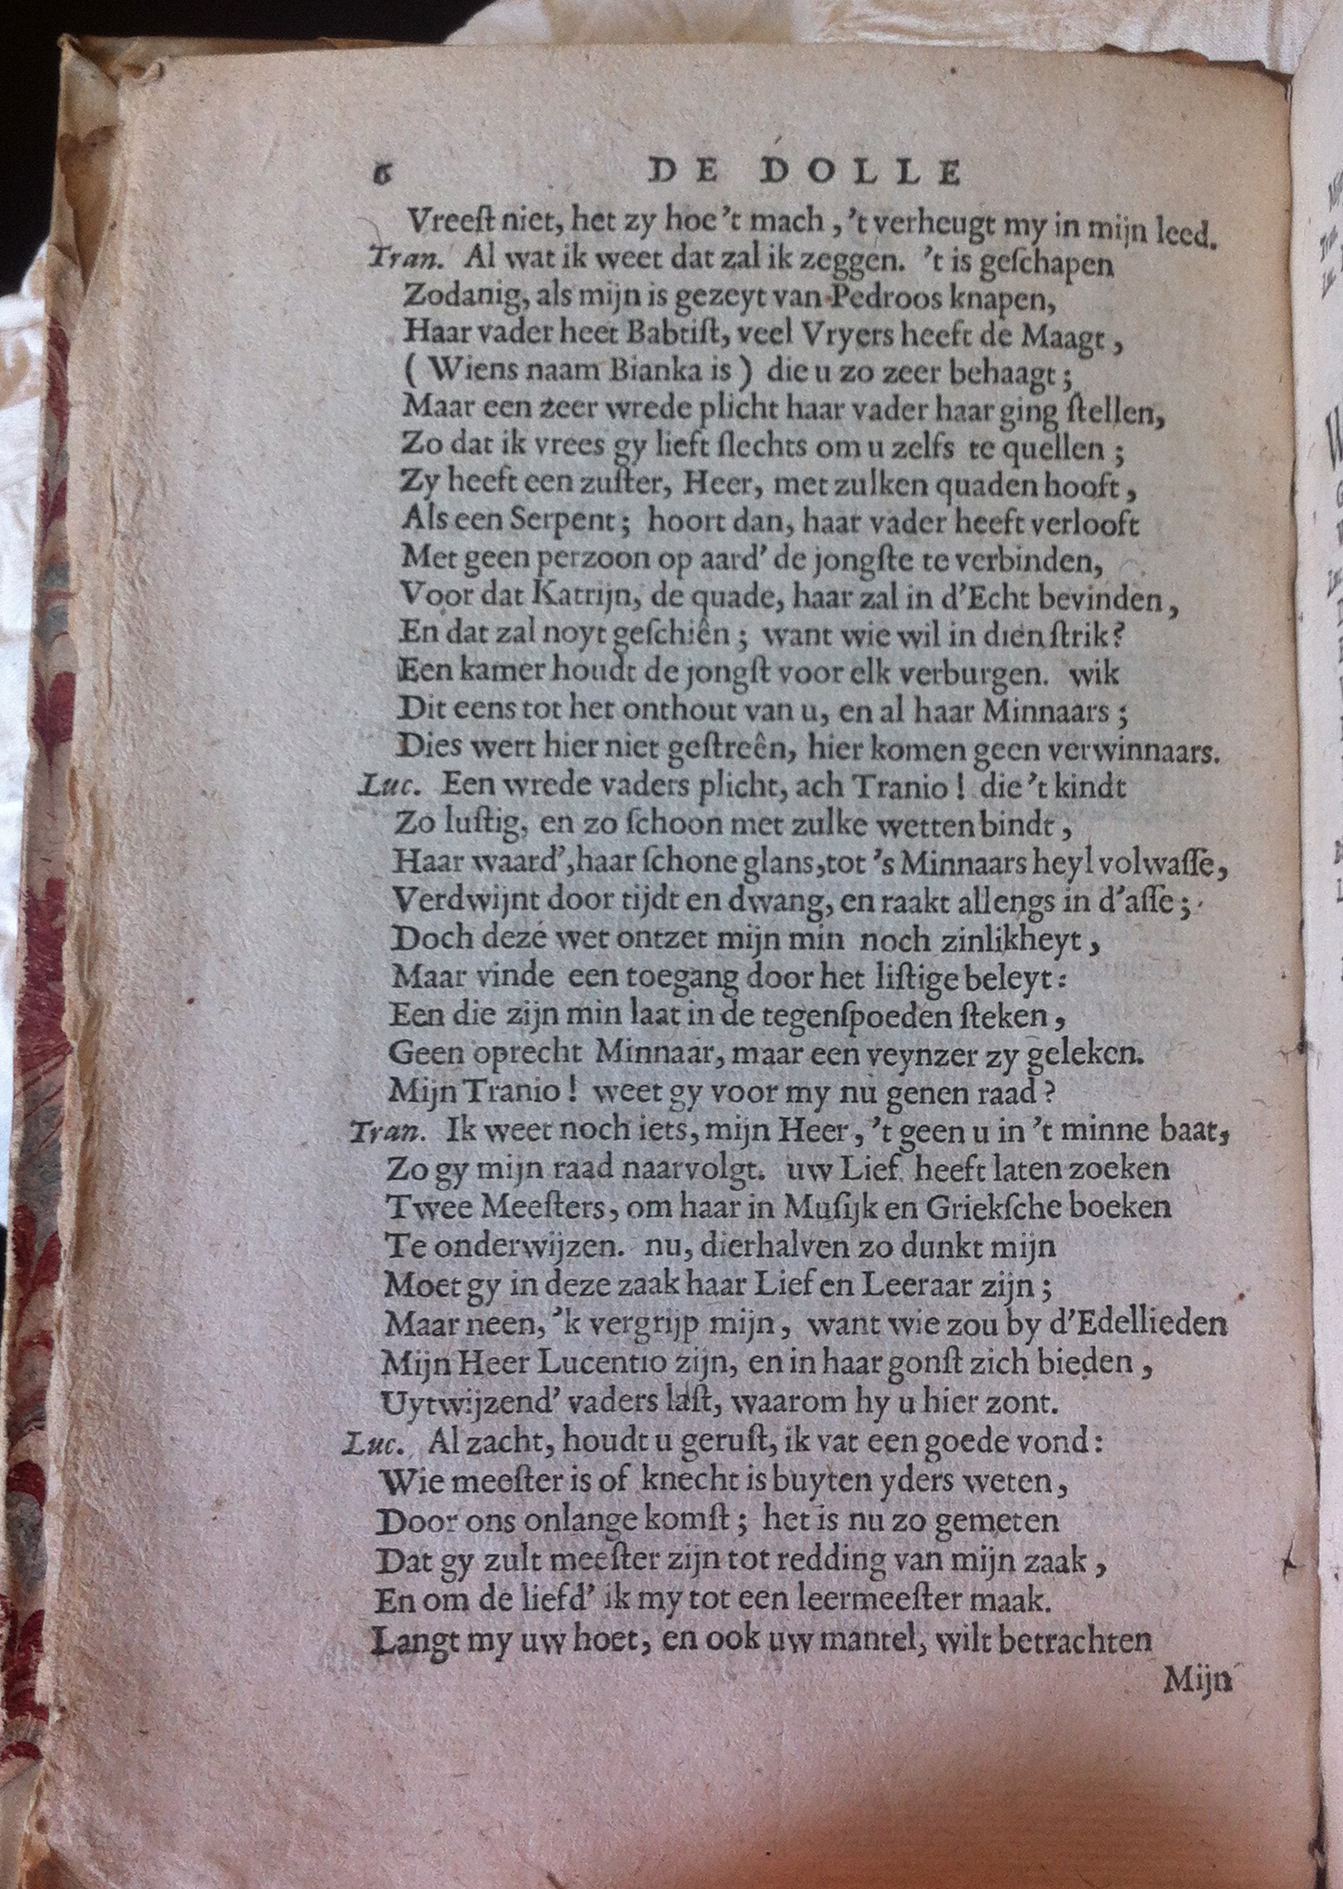 6 DE DOLLE
Vreeſt niet, het zy hoe 't mach, 't verheugt my in mijn leed.
Tran. Al wat ik weet dat zal ik zeggen. 't is geſchapen
Zodanig, als mijn is gezeyt van Pedroos knapen,
Haar vader heet Babtiſt, veel Vryers heeft de Maagt,
( Wiens naam Bianka is ) die u zo zeer behaagt;
Maar een zeer wrede plicht haar vader haar ging ſtellen,
Zo dat ik vrees gy lieft ſlechts om u zelfs te quellen;
Zy heeft een zuſter, Heer, met zulken quaden hooft,
Als een Serpent; hoort dan, haar vader heeft verlooft
Met geen perzoon op aard' de jongſte te verbinden,
Voor dat Katrijn, de quade, haar zal in d'Echt bevinden,
En dat zal noyt geſchiên; want wie wil in dien ſtrik?
Een kamer houdt de jongſt voor elk verburgen. wik
Dit eens tot het onthout van u, en al haar Minnaars;
Dies wert hier niet geſtreên, hier komen geen verwinnaars.
Luc. Een wrede vaders plicht, ach Tranio! die 't kindt
Zo luſtig, en zo ſchoon met zulke wetten bindt,
Haar waard', haar ſchone glans, tot 's Minnaars heyl volwaſſe,
Verdwijnt door tijdt en dwang, en raakt allengs in d'aſſe;
Doch deze wet ontzet mijn min noch zinlikheyt,
Maar vinde een toegang door het liſtige beleyt:
Een die zijn min laat in de tegenſpoeden ſteken,
Geen oprecht Minnaar, maar een veynzer zy geleken.
Mijn Tranio! weet gy voor my nu genen raad?
Tran. Ik weet noch iets, mijn Heer, 't geen u in 't minne baat,
Zo gy mijn raad naarvolgt. uw Lief heeft laten zoeken
Twee Meeſters, om haar in Muſijk en Griekſche boeken
Te onderwijzen. nu, dierhalven zo dunkt mijn
Moet gy in deze zaak haar Lief en Leeraar zijn;
Maar neen, 'k vergrijp mijn, want wie zou by d'Edellieden
Mijn Heer Lucentio zijn, en in haar gonſt zich bieden,
Uytwijzend' vaders laſt, waarom hy u hier zont.
Luc. Al zacht, houdt u geruſt, ik vat een goede vond:
Wie meeſter is of knecht is buyten yders weten,
Door ons onlange komſt; het is nu zo gemeten
Dat gy zult meeſter zijn tot redding van mijn zaak,
En om de liefd' ik my tot een leermeeſter maak.
Langt my uw hoet, en ook uw mantel, wilt betrachten
Mijn